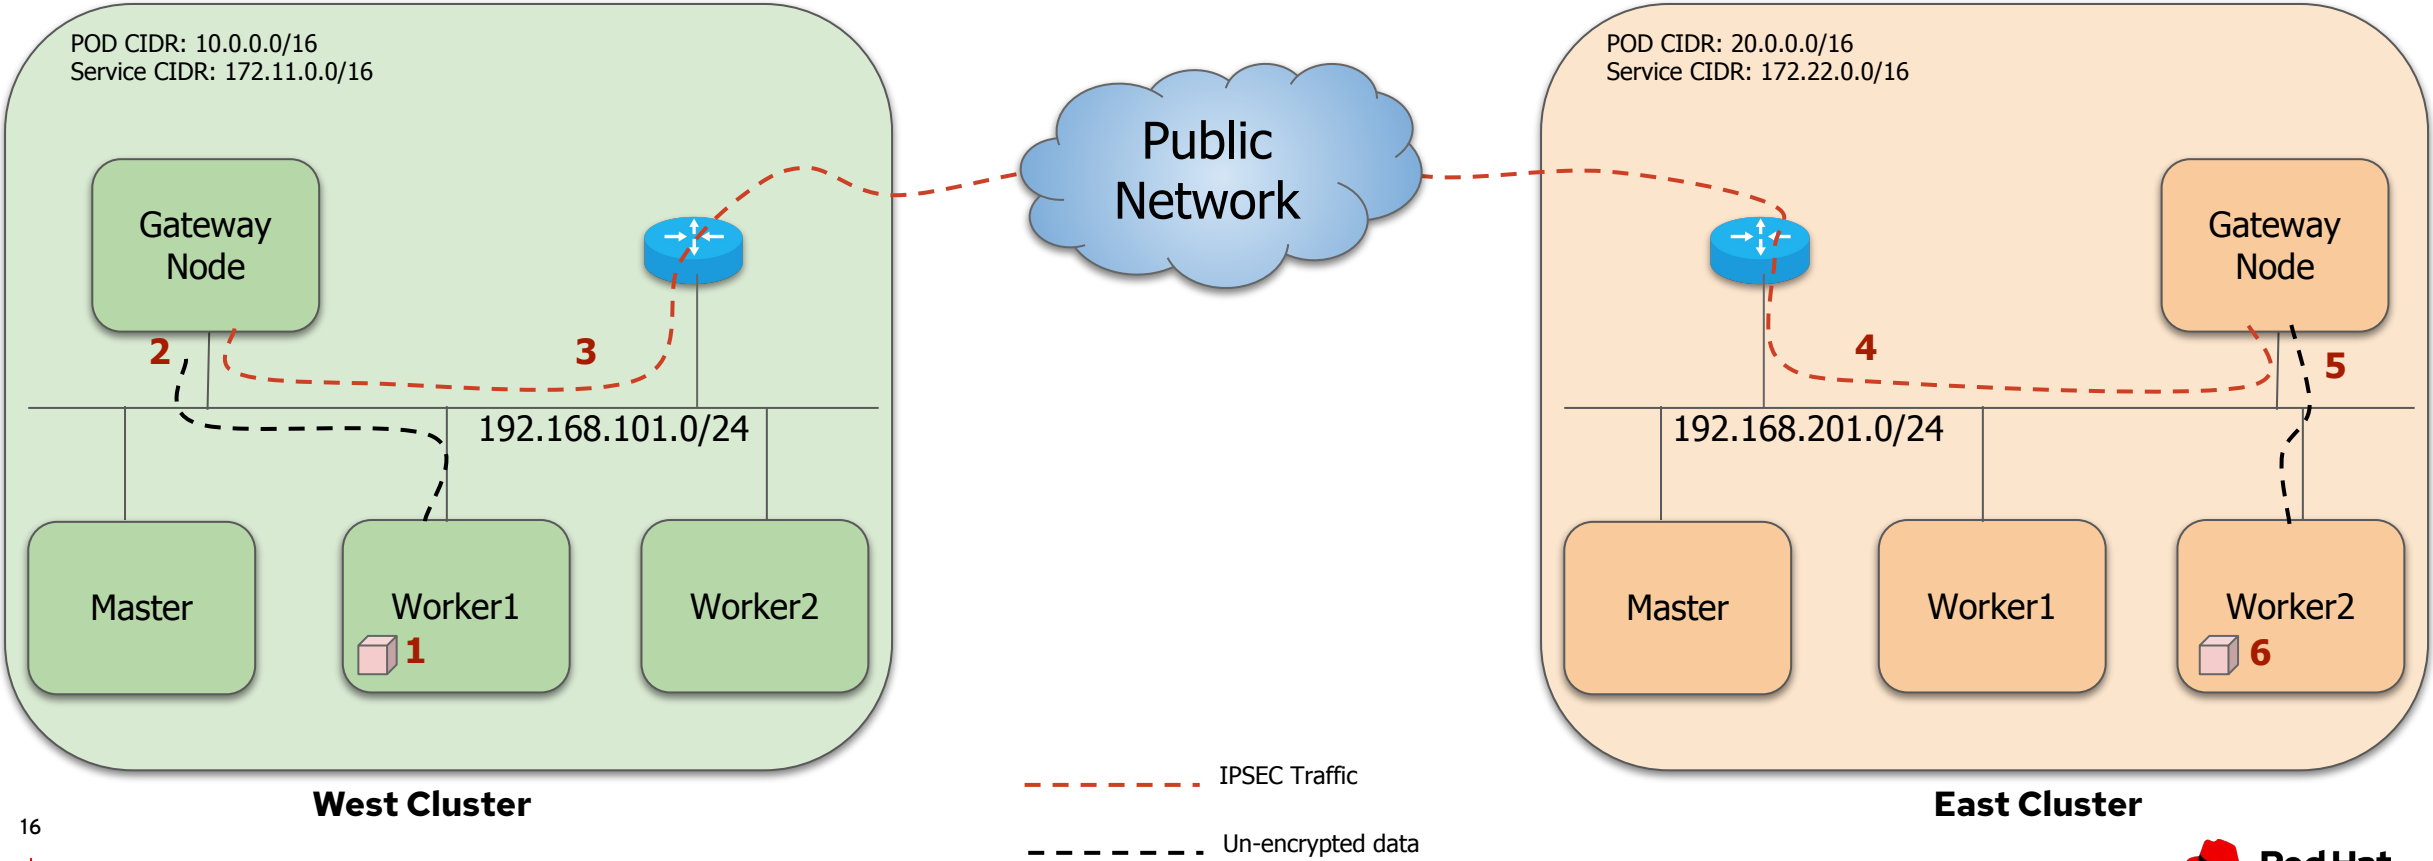 POD CIDR: 10.0.0.0/16
Service CIDR: 172.11.0.0/16
Gateway
Node
2
3
192.168.101.0/24
Master
Worker1
1
Worker2
West Cluster
Public
Network
POD CIDR: 20.0.0.0/16
Service CIDR: 172.22.0.0/16
Gateway
Node
4
5
192.168.201.0/24
Master
Worker1
Worker2
6
East Cluster
IPSEC Traffic
Un-encrypted data
16
Red Hat